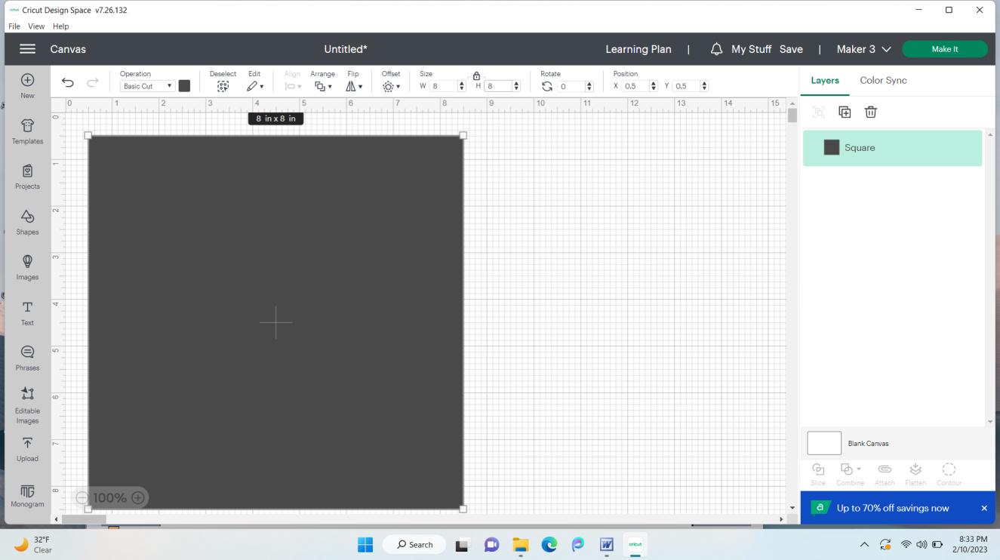 cricut Cricut Design Space v7.26.132
File View Help
Canvas Untitled* Learning Plan | My Stuff Save | Maker 3 Make It
Operation Deselect Edit Align Arrange Flip Offset Size Rotate Position
Basic Cut W 8 H 8 0 X 0.5 Y 0.5
Layers Color Sync
New
Templates
Projects
Shapes
Images
T
Text
Phrases
Editable
Images
Upload
MG
Monogram
0 1 2 3 4 5 6 7 8 9 10 11 12 13 14 15
0
1
2
3
4
5
6
7
8
8 in x 8 in
100%
Square
Blank Canvas
Slice Combine Attach Flatten Contour
a Up to 70% off savings now ×
32°F
Clear
Search
W
cricut
8:33 PM
2/10/2023